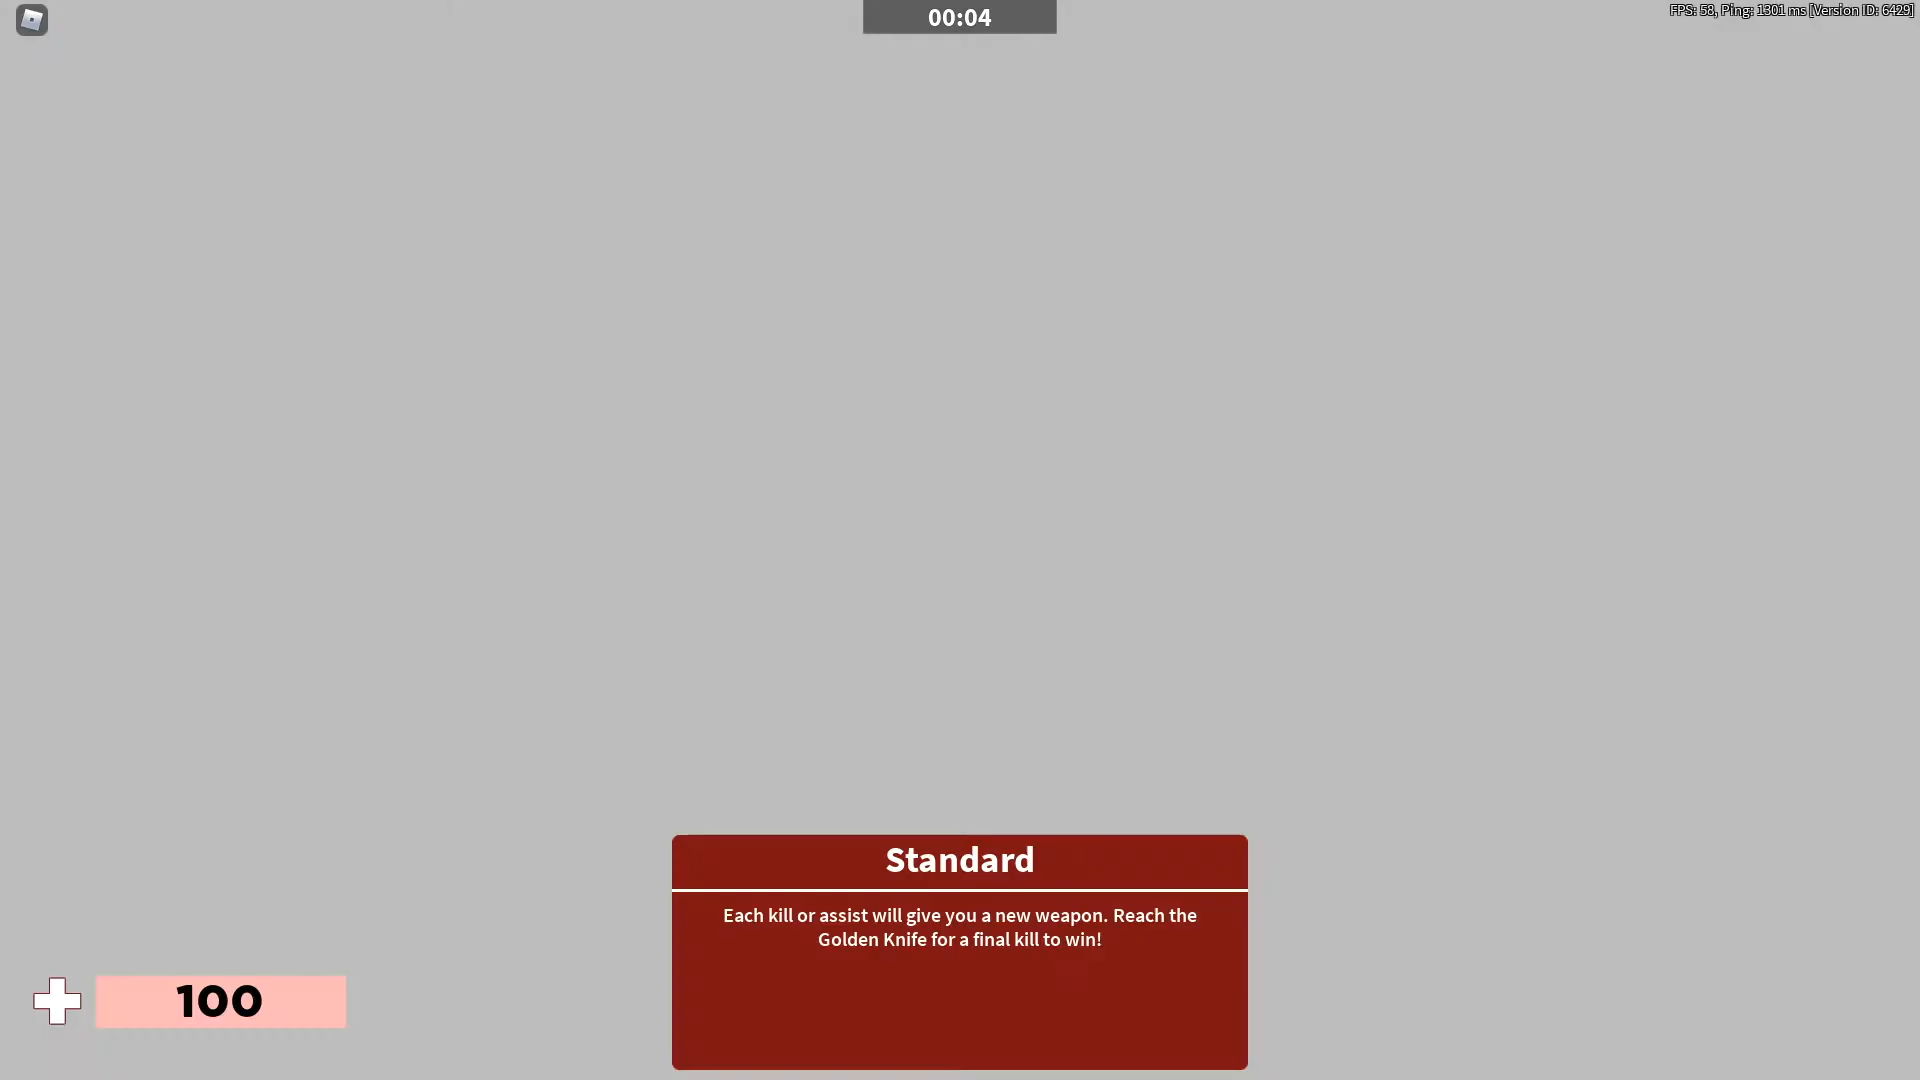 00:04
FPS: 58, Ping: 1301 ms [Version ID: 6429]
Standard
Each kill or assist will give you a new weapon. Reach the
Golden Knife for a final kill to win!
100